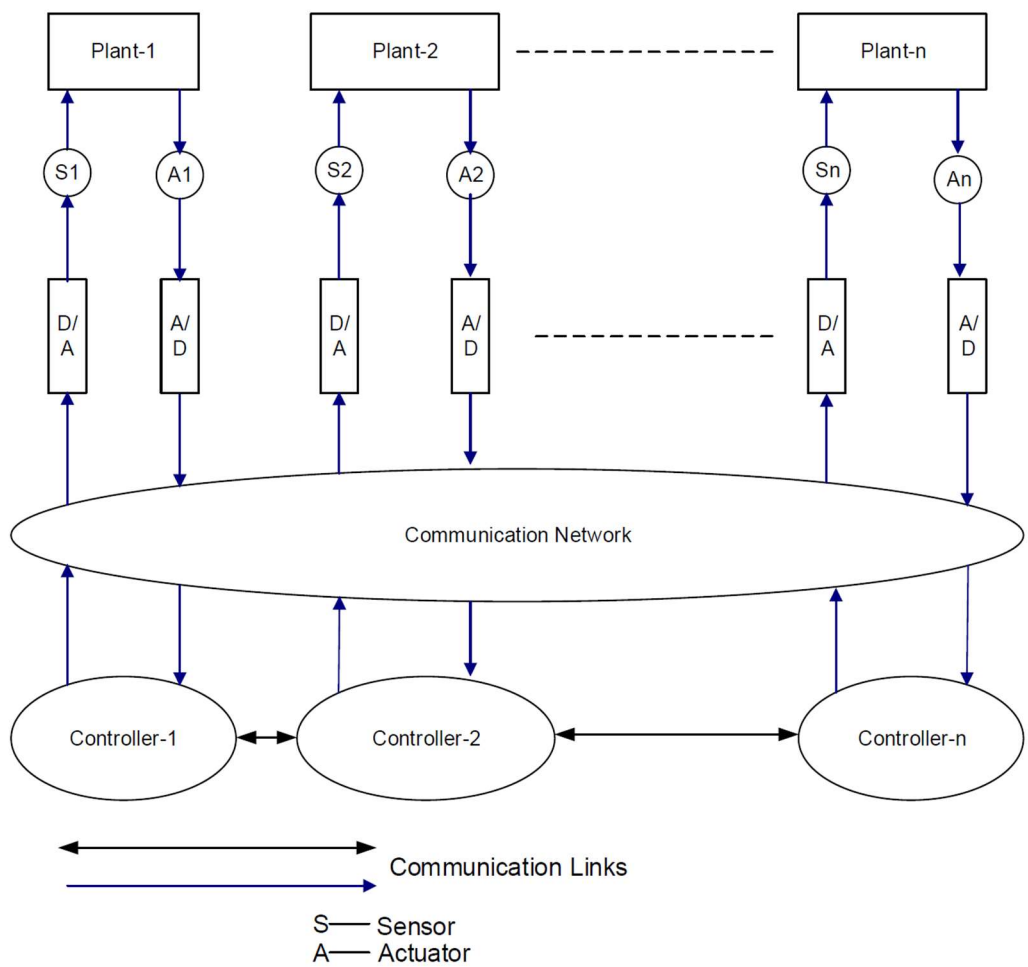 Plant-1
Plant-2
Plant-n
S1
A1
S2
A2
Sn
An
D/
A
A/
D
D/
A
A/
D
D/
A
A/
D
Communication Network
Controller-1
Controller-2
Controller-n
Communication Links
S Sensor
A Actuator